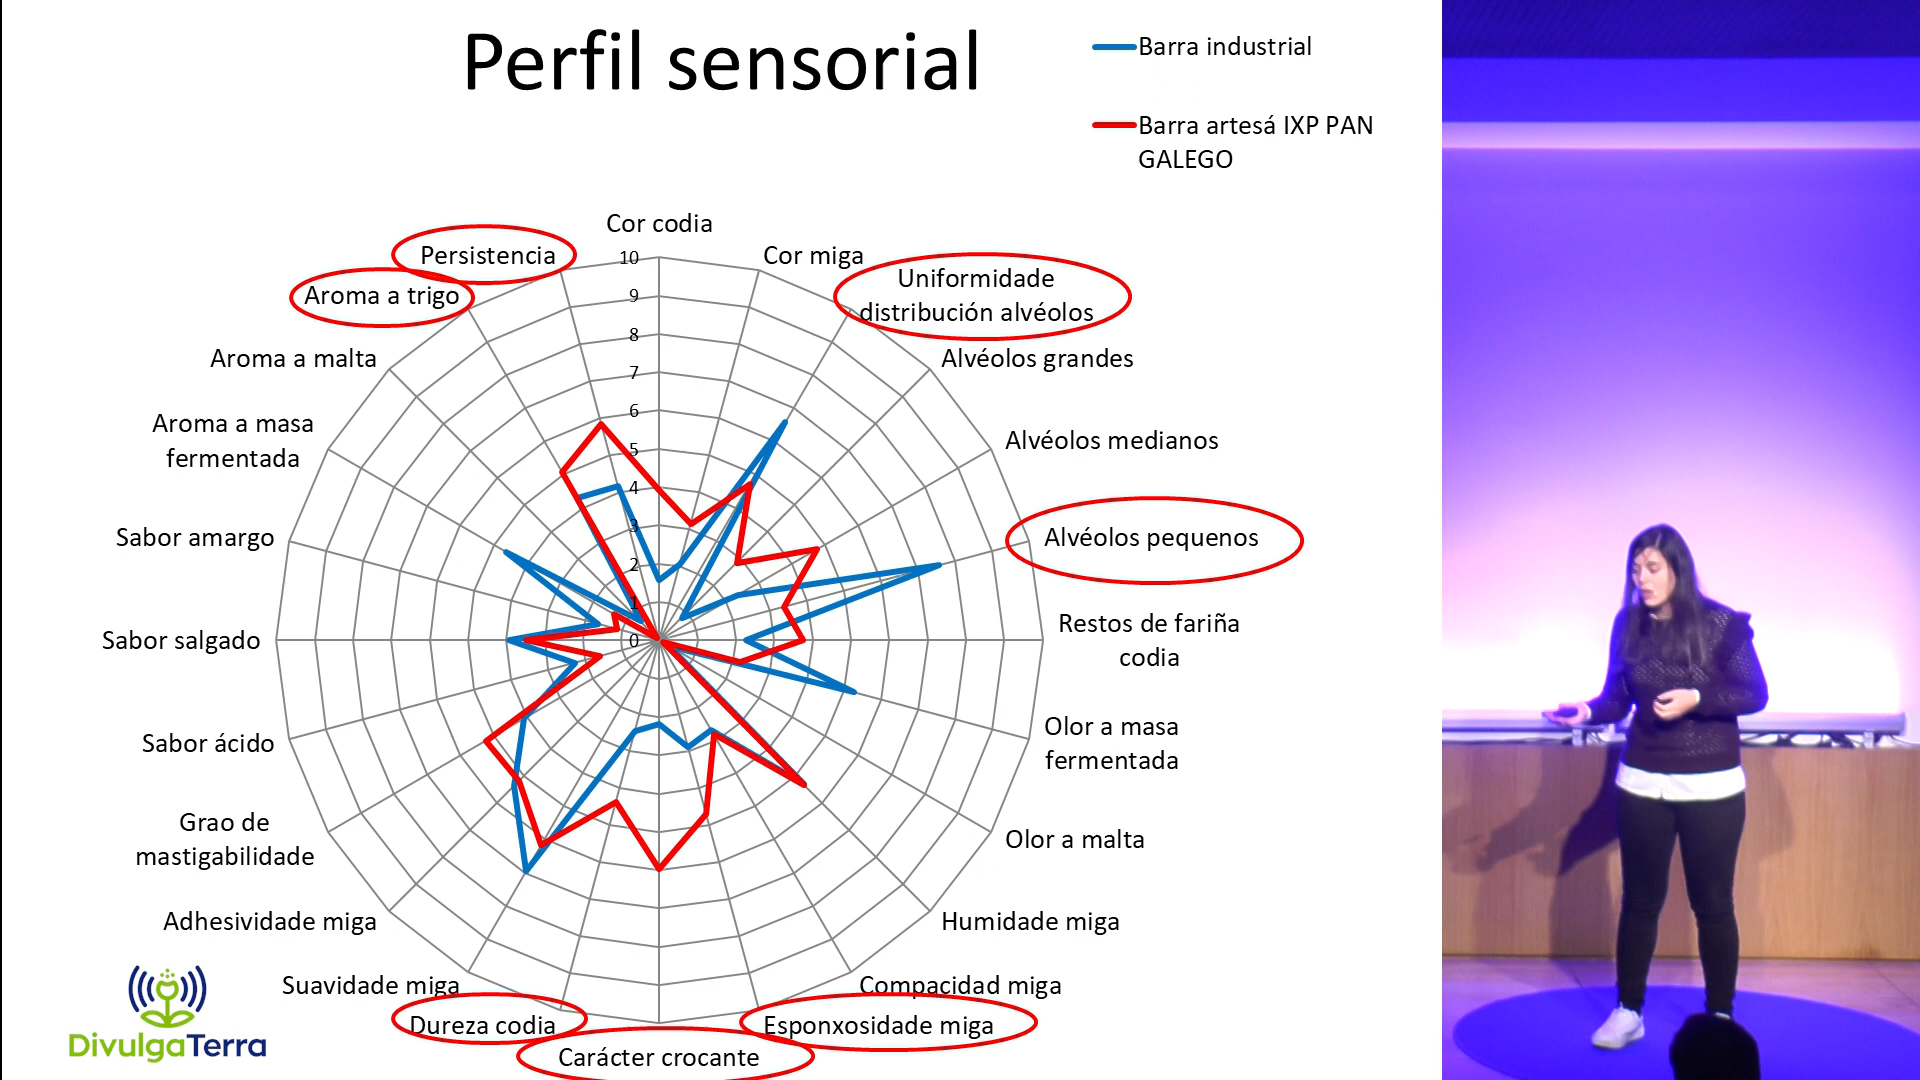 Perfil sensorial
Barra industrial
Barra artesá IXP PAN
GALEGO
Cor codia
Cor miga
Uniformidade
distribución alvéolos
Alvéolos grandes
Alvéolos medianos
Alvéolos pequenos
Restos de fariña
codia
Olor a masa
fermentada
Olor a malta
Humidade miga
Compacidad miga
Esponxosidade miga
Carácter crocante
Dureza codia
Suavidade miga
Adhesividade miga
Grao de
mastigabilidade
Sabor ácido
Sabor salgado
Sabor amargo
Aroma a masa
fermentada
Aroma a malta
Aroma a trigo
Persistencia
10
9
8
7
6
5
4
3
2
1
0
DivulgaTerra